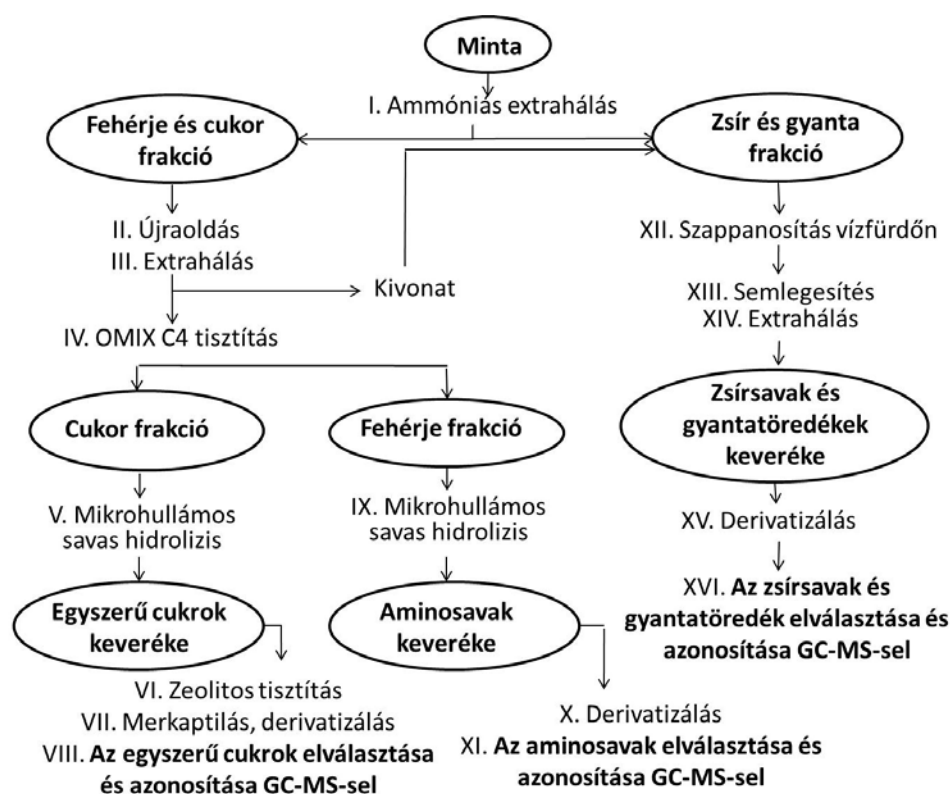 Minta
I. Ammóniás extrahálás
Fehérje és cukor
frakció
Zsír és gyanta
frakció
II. Újraoldás
III. Extrahálás
Kivonat
IV. OMIX C4 tisztítás
XII. Szappanosítás vízfürdőn
XIII. Semlegesítés
XIV. Extrahálás
Cukor frakció
Fehérje frakció
Zsírsavak és
gyantatöredékek
keveréke
V. Mikrohullámos
savas hidrolizis
IX. Mikrohullámos
savas hidrolizis
XV. Derivatizálás
Egyszerű cukrok
keveréke
Aminosavak
keveréke
XVI. Az zsírsavak és
gyantatöredék elválasztása és
azonosítása GC-MS-sel
VI. Zeolitos tisztítás
VII. Merkaptilás, derivatizálás
VIII. Az egyszerű cukrok elválasztása
és azonosítása GC-MS-sel
X. Derivatizálás
XI. Az aminosavak elválasztása és
azonosítása GC-MS-sel